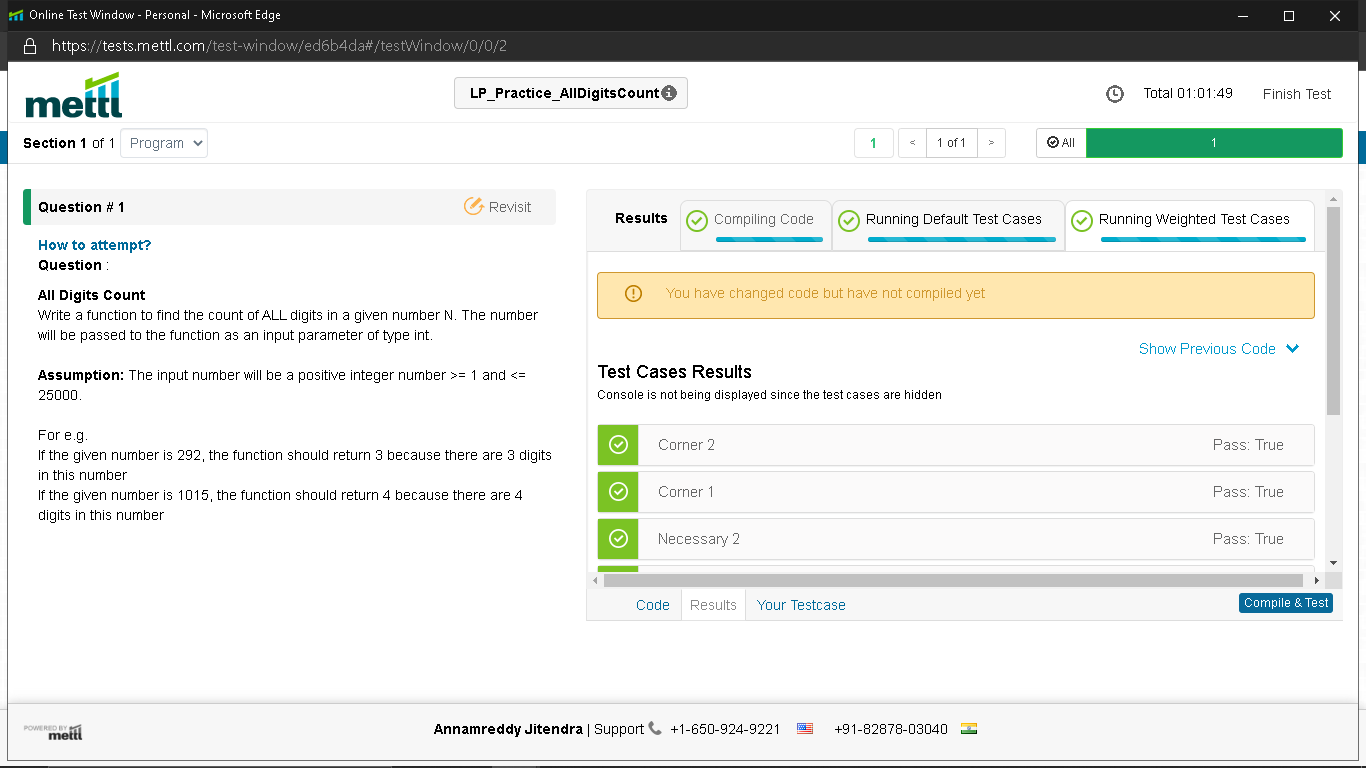 Online Test Window - Personal - Microsoft Edge
https://tests.mettl.com/test-window/ed6b4da#/testWindow/0/0/2
mettl
LP_Practice_AllDigitsCount
Total 01:01:49
Finish Test
Section 1 of 1
Program
1
<
1 of 1
>
All
1
Question # 1
Revisit
How to attempt?
Question :
All Digits Count
Write a function to find the count of ALL digits in a given number N. The number
will be passed to the function as an input parameter of type int.
Assumption: The input number will be a positive integer number >= 1 and <=
25000.
For e.g.
If the given number is 292, the function should return 3 because there are 3 digits
in this number
If the given number is 1015, the function should return 4 because there are 4
digits in this number
Results
Compiling Code
Running Default Test Cases
Running Weighted Test Cases
You have changed code but have not compiled yet
Show Previous Code
Test Cases Results
Console is not being displayed since the test cases are hidden
Corner 2
Pass: True
Corner 1
Pass: True
Necessary 2
Pass: True
Code
Results
Your Testcase
Compile & Test
POWERED BY
mettl
Annamreddy Jitendra | Support +1-650-924-9221 +91-82878-03040